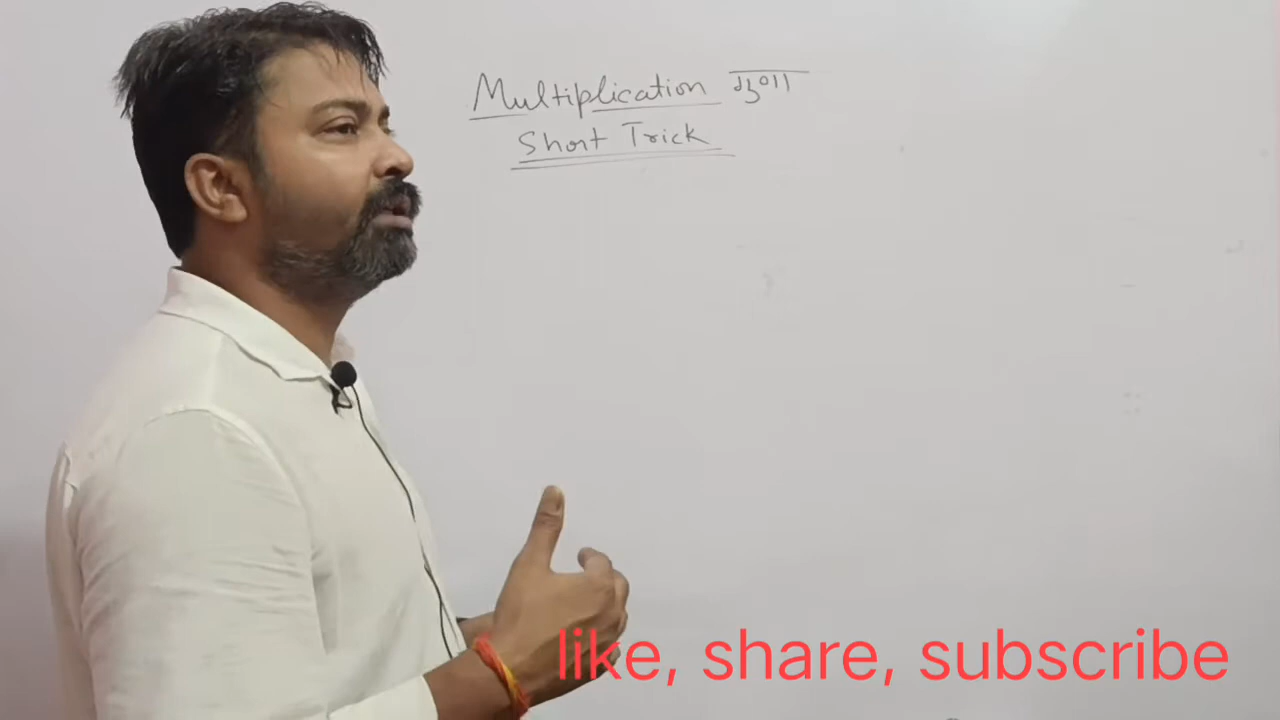 Multiplication गुणा
Short Trick
like, share, subscribe